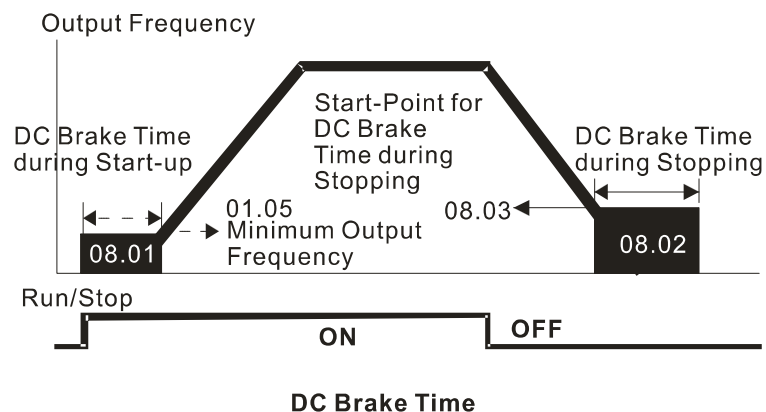 Output Frequency
Start-Point for
DC Brake
Time during
Stopping
DC Brake Time
during Start-up
DC Brake Time
during Stopping
01.05
Minimum Output
Frequency
08.03
08.01
08.02
Run/Stop
ON
OFF
DC Brake Time